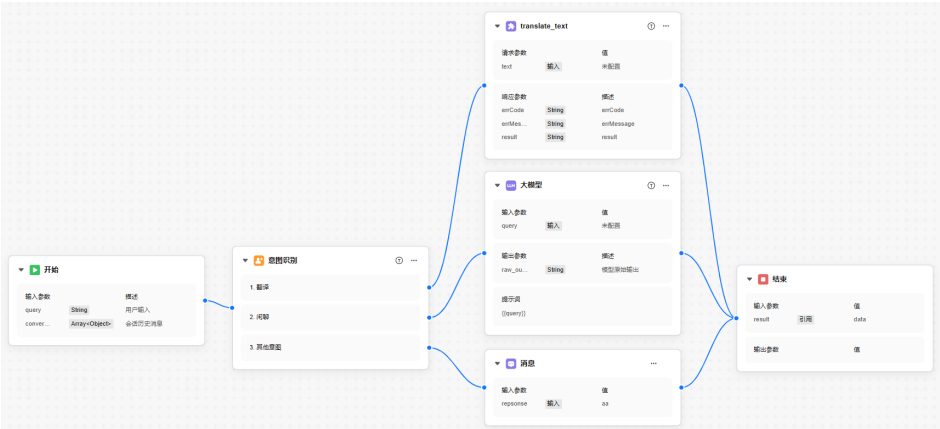 translate_text
请求参数 值
text 输入 未配置
响应参数 描述
errCode String errCode
errMes... String errMessage
result String result
大模型
输入参数 值
query 输入 未配置
输出参数 描述
raw_ou... String 模型原始输出
提示词
{{query}}
开始
输入参数 描述
query String 用户输入
conver... Array<Object> 会话历史消息
意图识别
1. 翻译
2. 闲聊
3. 其他意图
消息
输入参数 值
repsonse 输入 aa
结束
输入参数 值
result 引用 data
输出参数 值